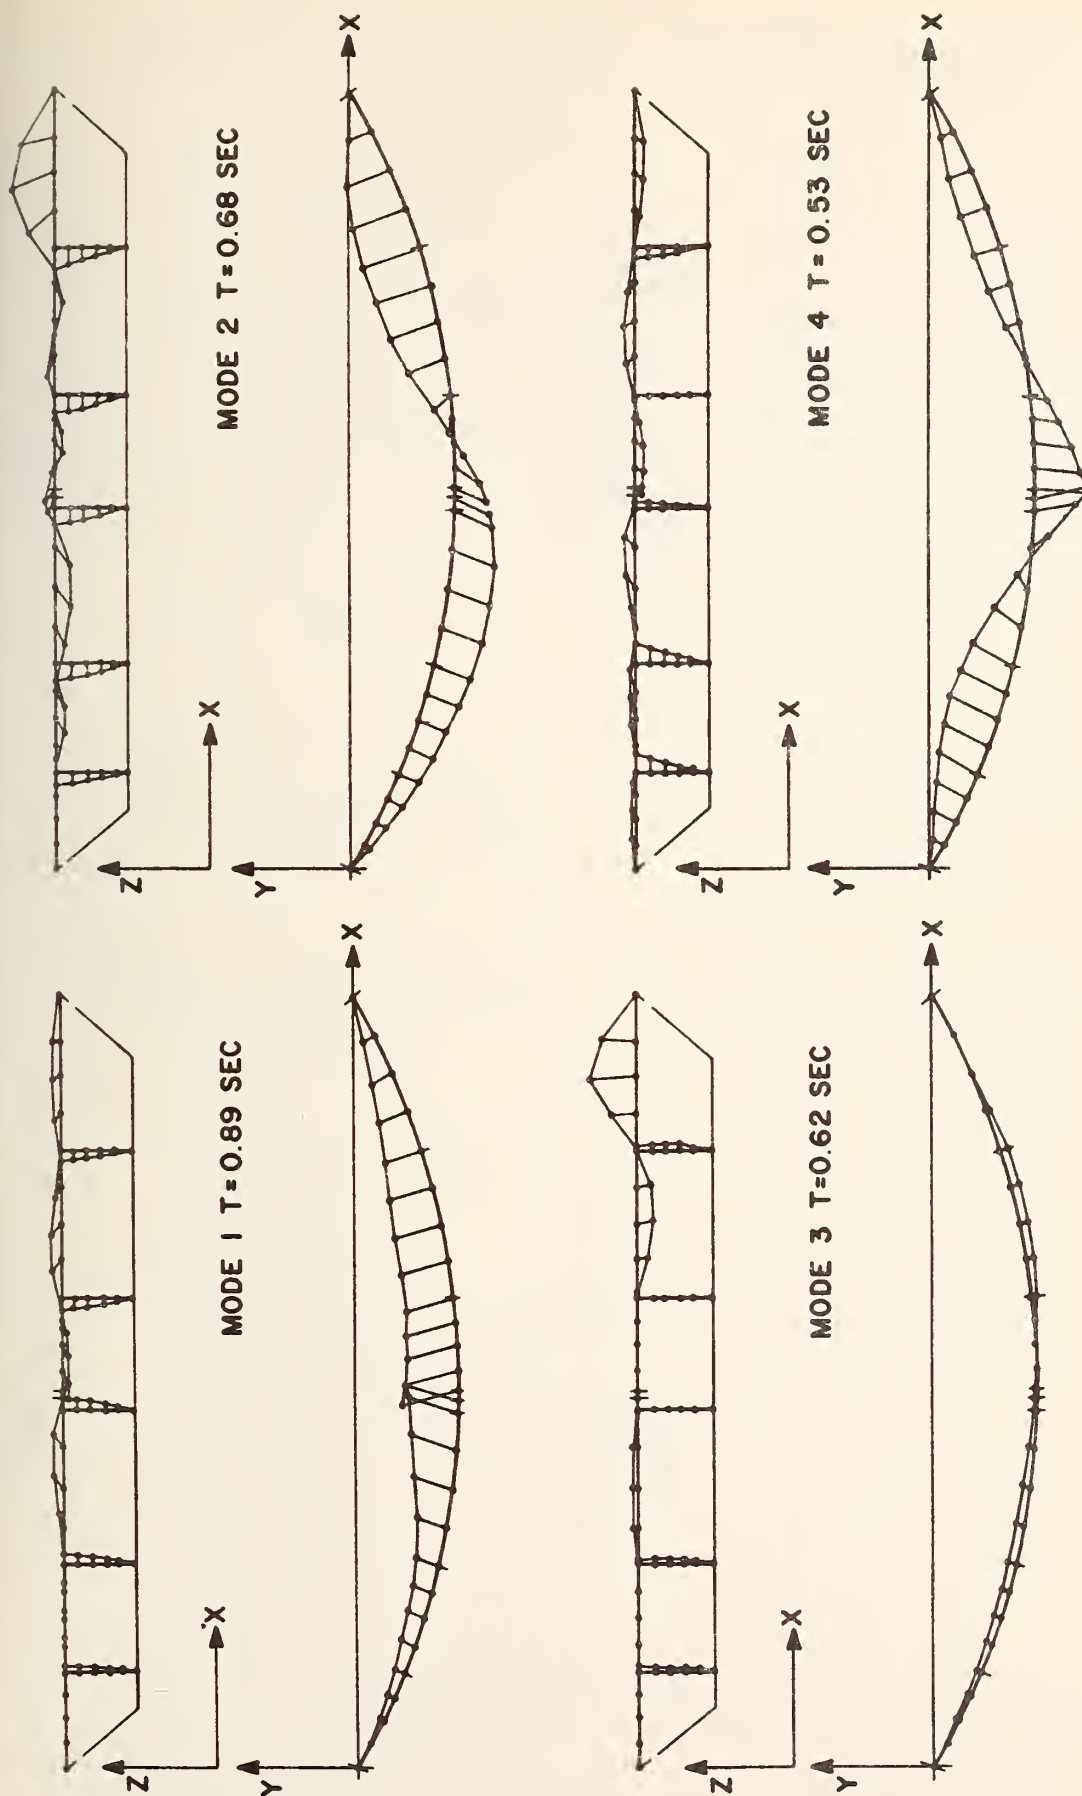 Z
X
Y
X
MODE 1 T=0.89 SEC
Z
X
Y
X
MODE 2 T=0.68 SEC
Z
X
Y
X
MODE 3 T=0.62 SEC
Z
X
Y
X
MODE 4 T=0.53 SEC